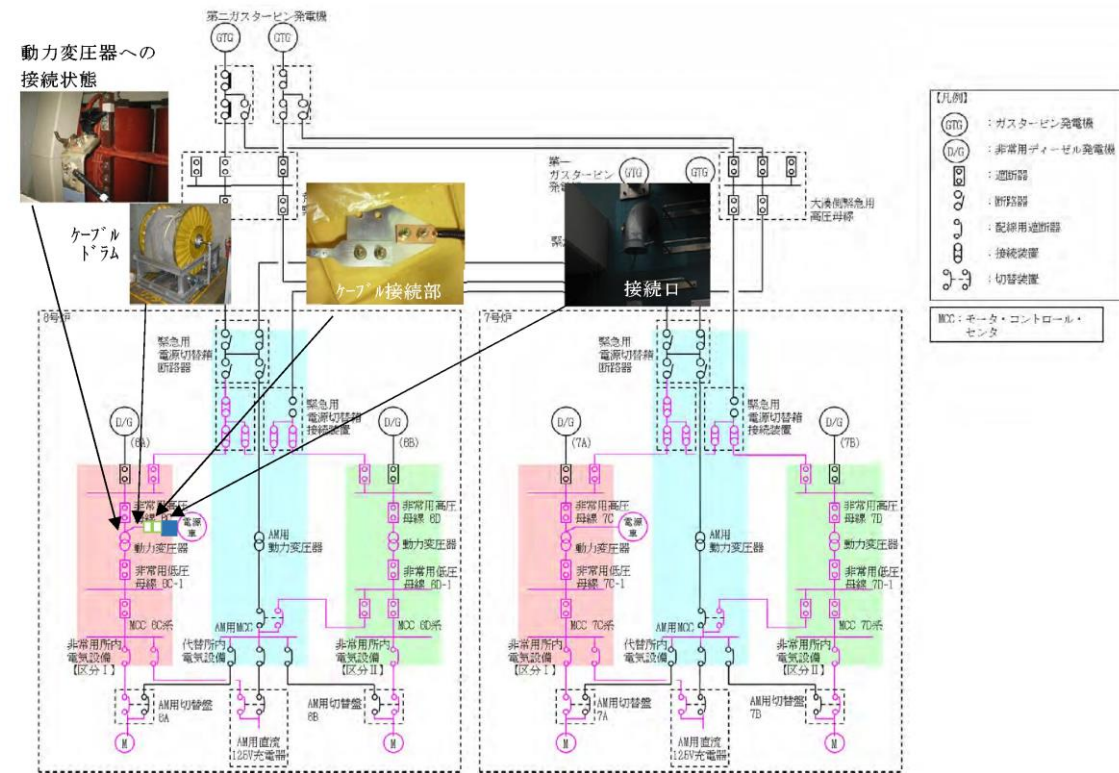 第二ガスタービン発電機
GTG
GTG
動力変圧器への
接続状態
ケーブル
ドラム
ケーブル接続部
接続口
第一
ガスタービン
GTG
GTG
大湊側緊急用
高圧母線
【凡例】
GTG
:ガスタービン発電機
D/G
:非常用ディーゼル発電機
:遮断器
:断路器
:配線用遮断器
:接続装置
:切替装置
MCC:モータ・コントロール・
センタ
6号炉
緊急用
電源切替箱
断路器
緊急用
電源切替箱
接続装置
D/G
(6A)
D/G
(6B)
非常用高圧
電源
車
動力変圧器
非常用低圧
母線 6C-1
MCC 6C系
非常用所内
電気設備
【区分Ⅰ】
AM用
動力変圧器
AM用MCC
代替所内
電気設備
非常用高圧
母線 6D
動力変圧器
非常用低圧
母線 6D-1
MCC 6D系
非常用所内
電気設備
【区分Ⅱ】
AM用切替盤
6A
AM用切替盤
6B
M
AM用直流
125V充電器
M
7号炉
緊急用
電源切替箱
断路器
緊急用
電源切替箱
接続装置
D/G
(7A)
D/G
(7B)
非常用高圧
母線 7C
電源
車
動力変圧器
非常用低圧
母線 7C-1
MCC 7C系
非常用所内
電気設備
【区分Ⅰ】
AM用
動力変圧器
AM用MCC
代替所内
電気設備
非常用高圧
母線 7D
動力変圧器
非常用低圧
母線 7D-1
MCC 7D系
非常用所内
電気設備
【区分Ⅱ】
AM用切替盤
7A
AM用切替盤
7B
M
AM用直流
125V充電器
M